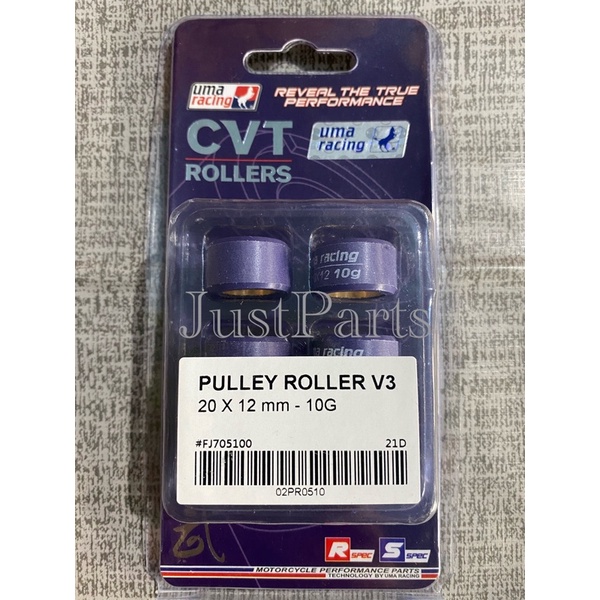 uma
racing
REVEAL THE TRUE
PERFORMANCE
CVT
ROLLERS
uma
racing
racing
12 10g
JustParts
racing
PULLEY ROLLER V3
20 X 12 mm - 10G
#FJ705100
21D
02PR0510
R SPEC
S SPEC
MOTORCYCLE PERFORMANCE PARTS
TECHNOLOGY BY UMA RACING